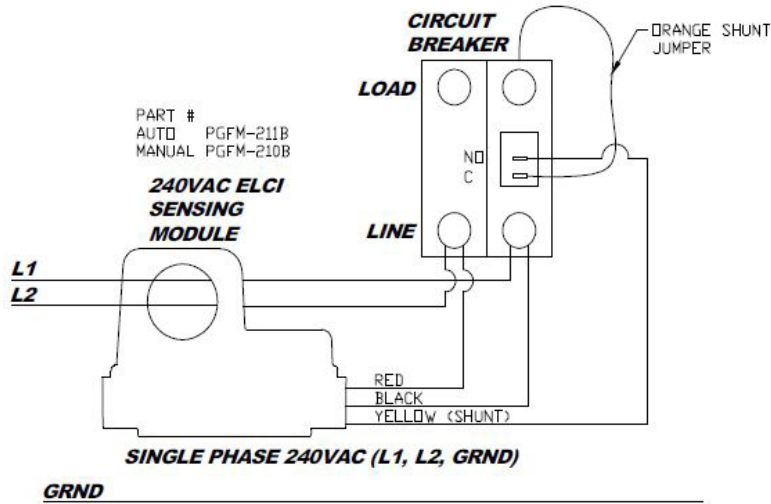 CIRCUIT
BREAKER
ORANGE SHUNT
JUMPER
LOAD
PART #
AUTO PGFM-211B
MANUAL PGFM-210B
NO
C
240VAC ELCI
SENSING
MODULE
LINE
L1
L2
RED
BLACK
YELLOW (SHUNT)
SINGLE PHASE 240VAC (L1, L2, GRND)
GRND